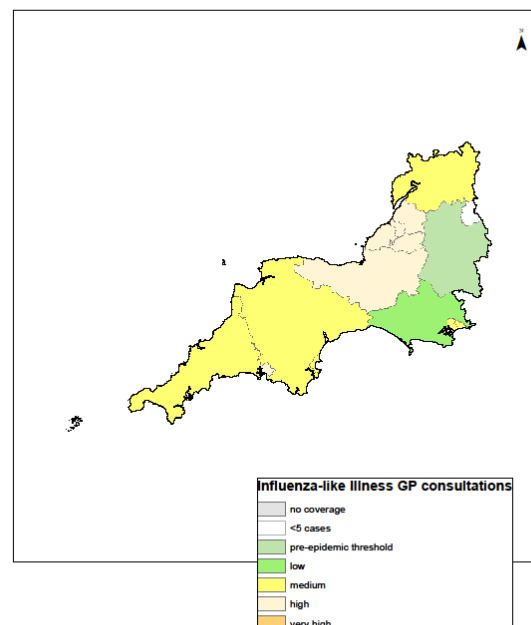 N
Influenza-like Illness GP consultations
no coverage
<5 cases
pre-epidemic threshold
low
medium
high
very high